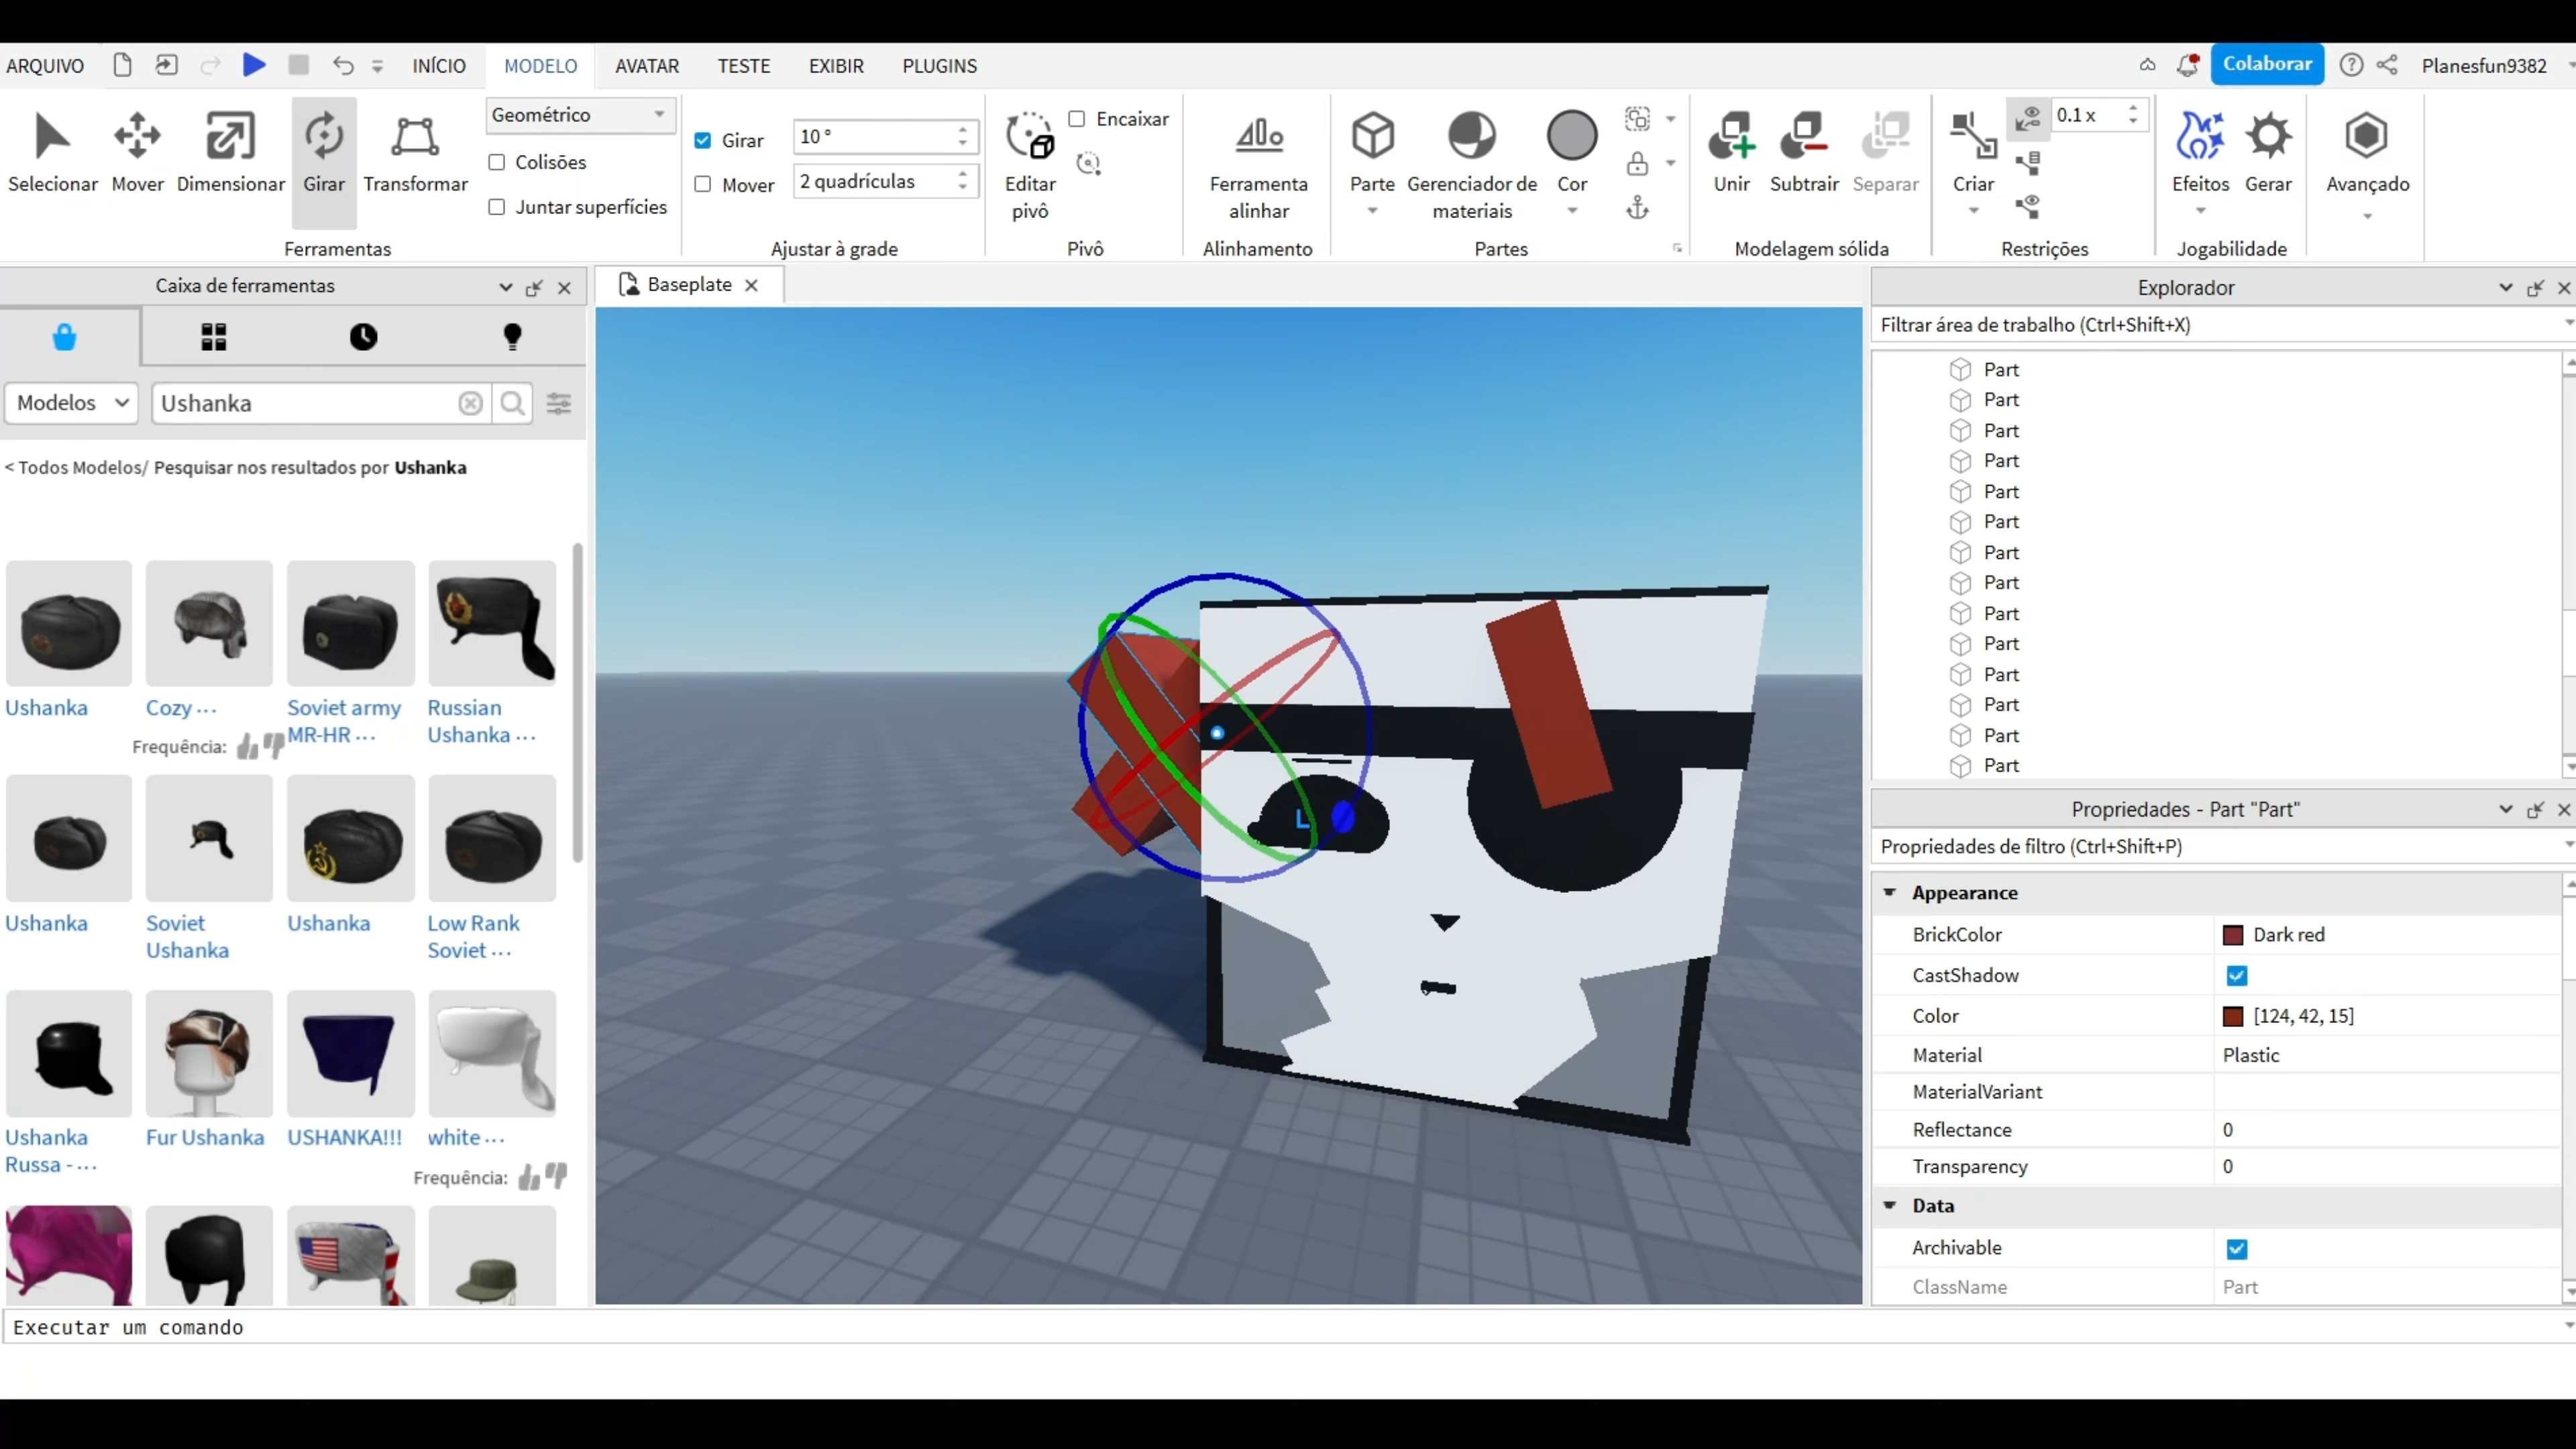 ARQUIVO INÍCIO MODELO AVATAR TESTE EXIBIR PLUGINS Colaborar Planesfun9382
Selecionar Mover Dimensionar Girar Transformar
Geométrico
Colisões
Juntar superfícies
Ferramentas
Girar 10 °
Mover 2 quadrículas
Ajustar à grade
Editar
pivô
Encaixar
Pivô
Ferramenta
alinhar
Alinhamento
Parte
Gerenciador de
materiais
Cor
Partes
Unir Subtrair Separar
Modelagem sólida
Criar
0.1 x
Restrições
Efeitos Gerar
Jogabilidade
Avançado
Caixa de ferramentas
Modelos Ushanka
< Todos Modelos/ Pesquisar nos resultados por Ushanka
Ushanka
Cozy ...
Frequência:
Soviet army
MR-HR ...
Russian
Ushanka ...
Ushanka
Soviet
Ushanka
Ushanka
Low Rank
Soviet ...
Ushanka
Russa - ...
Fur Ushanka
USHANKA!!!
white ...
Frequência:
Baseplate
L
Explorador
Filtrar área de trabalho (Ctrl+Shift+X)
Part
Part
Part
Part
Part
Part
Part
Part
Part
Part
Part
Part
Part
Part
Propriedades - Part "Part"
Propriedades de filtro (Ctrl+Shift+P)
Appearance
BrickColor Dark red
CastShadow
Color [124, 42, 15]
Material Plastic
MaterialVariant
Reflectance 0
Transparency 0
Data
Archivable
ClassName Part
Executar um comando